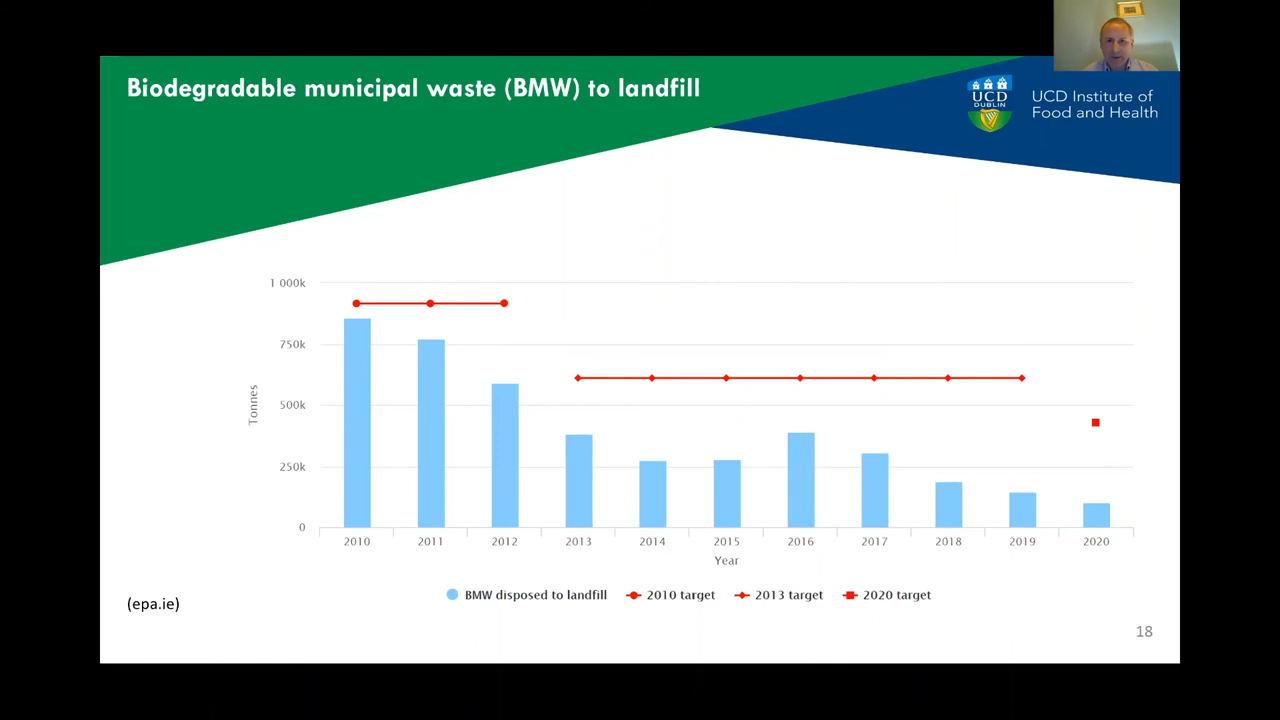 Biodegradable municipal waste (BMW) to landfill
UCD
DUBLIN
UCD Institute of
Food and Health
1 000k
750k
500k
250k
0
Tonnes
2010 2011 2012 2013 2014 2015 2016 2017 2018 2019 2020
Year
BMW disposed to landfill 2010 target 2013 target 2020 target
(epa.ie)
18